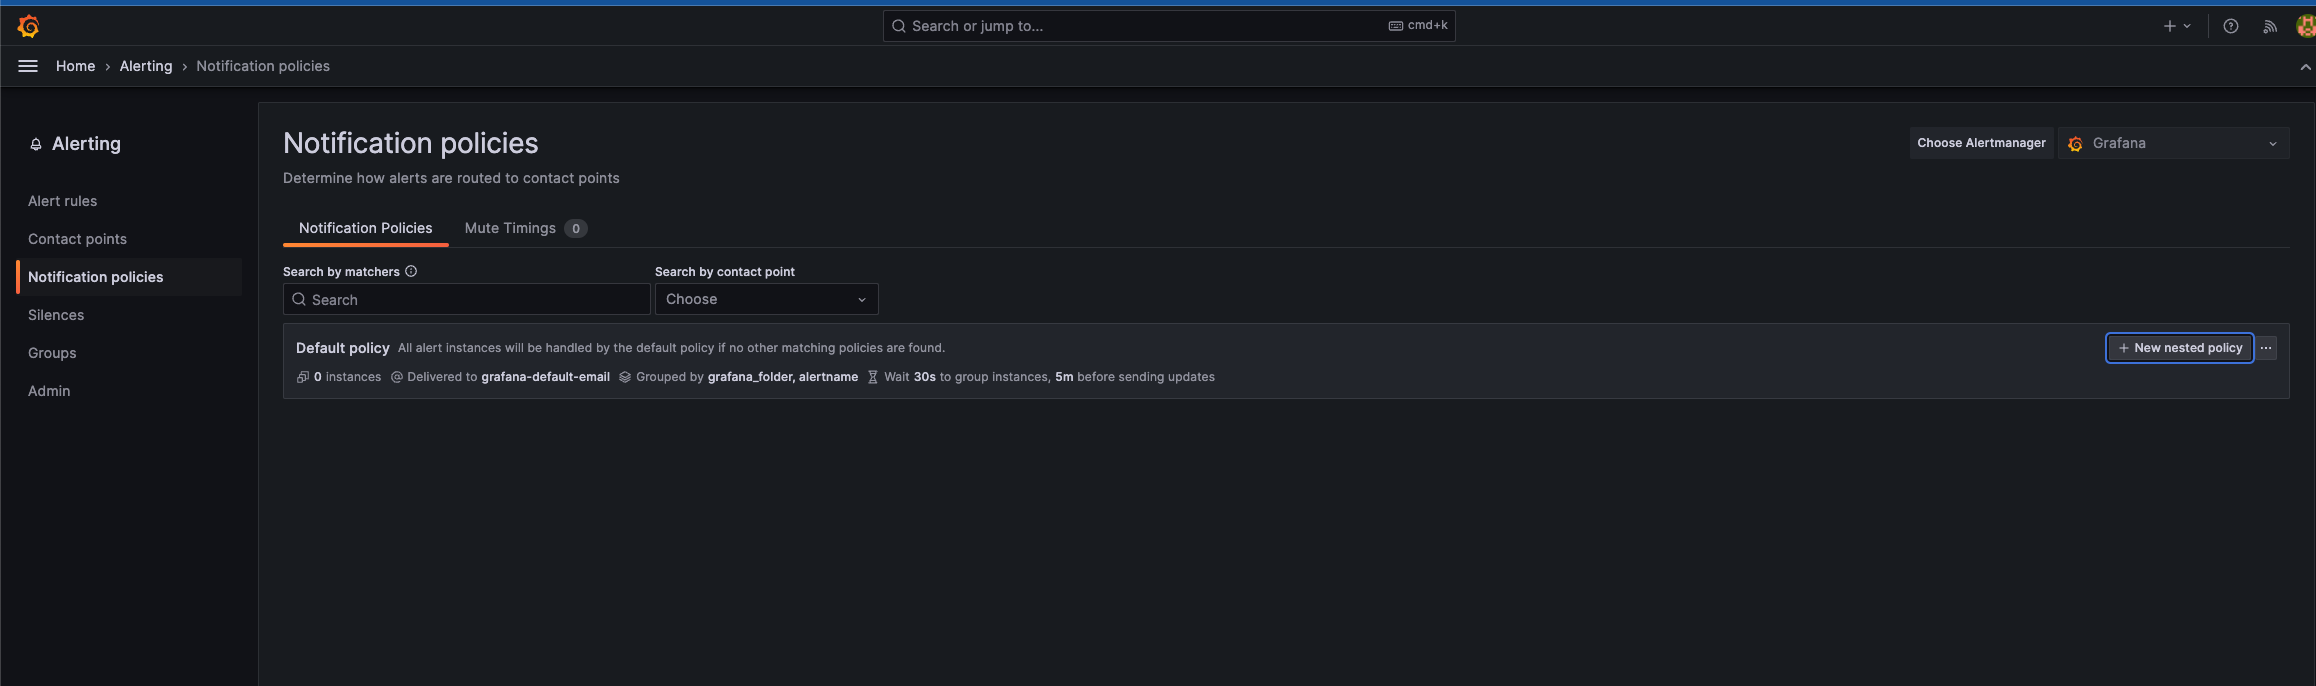 Search or jump to...
cmd+k
Home › Alerting › Notification policies
Alerting
Alert rules
Contact points
Notification policies
Silences
Groups
Admin
Notification policies
Determine how alerts are routed to contact points
Choose Alertmanager
Grafana
Notification Policies
Mute Timings 0
Search by matchers
Search
Search by contact point
Choose
Default policy All alert instances will be handled by the default policy if no other matching policies are found.
+ New nested policy ...
0 instances @ Delivered to grafana-default-email Grouped by grafana_folder, alertname Wait 30s to group instances, 5m before sending updates